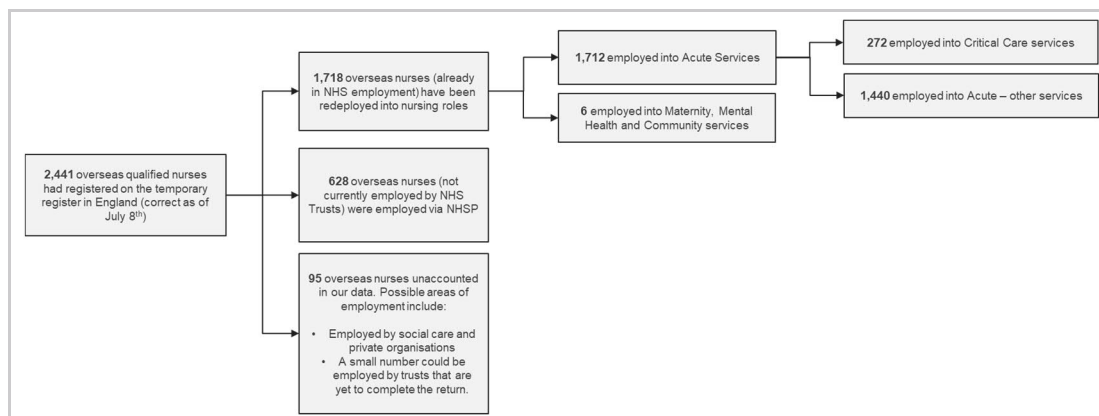 2,441 overseas qualified nurses
had registered on the temporary
register in England (correct as of
July 8th)
1,718 overseas nurses (already
in NHS employment) have been
redeployed into nursing roles
628 overseas nurses (not
currently employed by NHS
Trusts) were employed via NHSP
95 overseas nurses unaccounted
in our data. Possible areas of
employment include:
• Employed by social care and
private organisations
• A small number could be
employed by trusts that are
yet to complete the return.
1,712 employed into Acute Services
6 employed into Maternity, Mental
Health and Community services
272 employed into Critical Care services
1,440 employed into Acute – other services